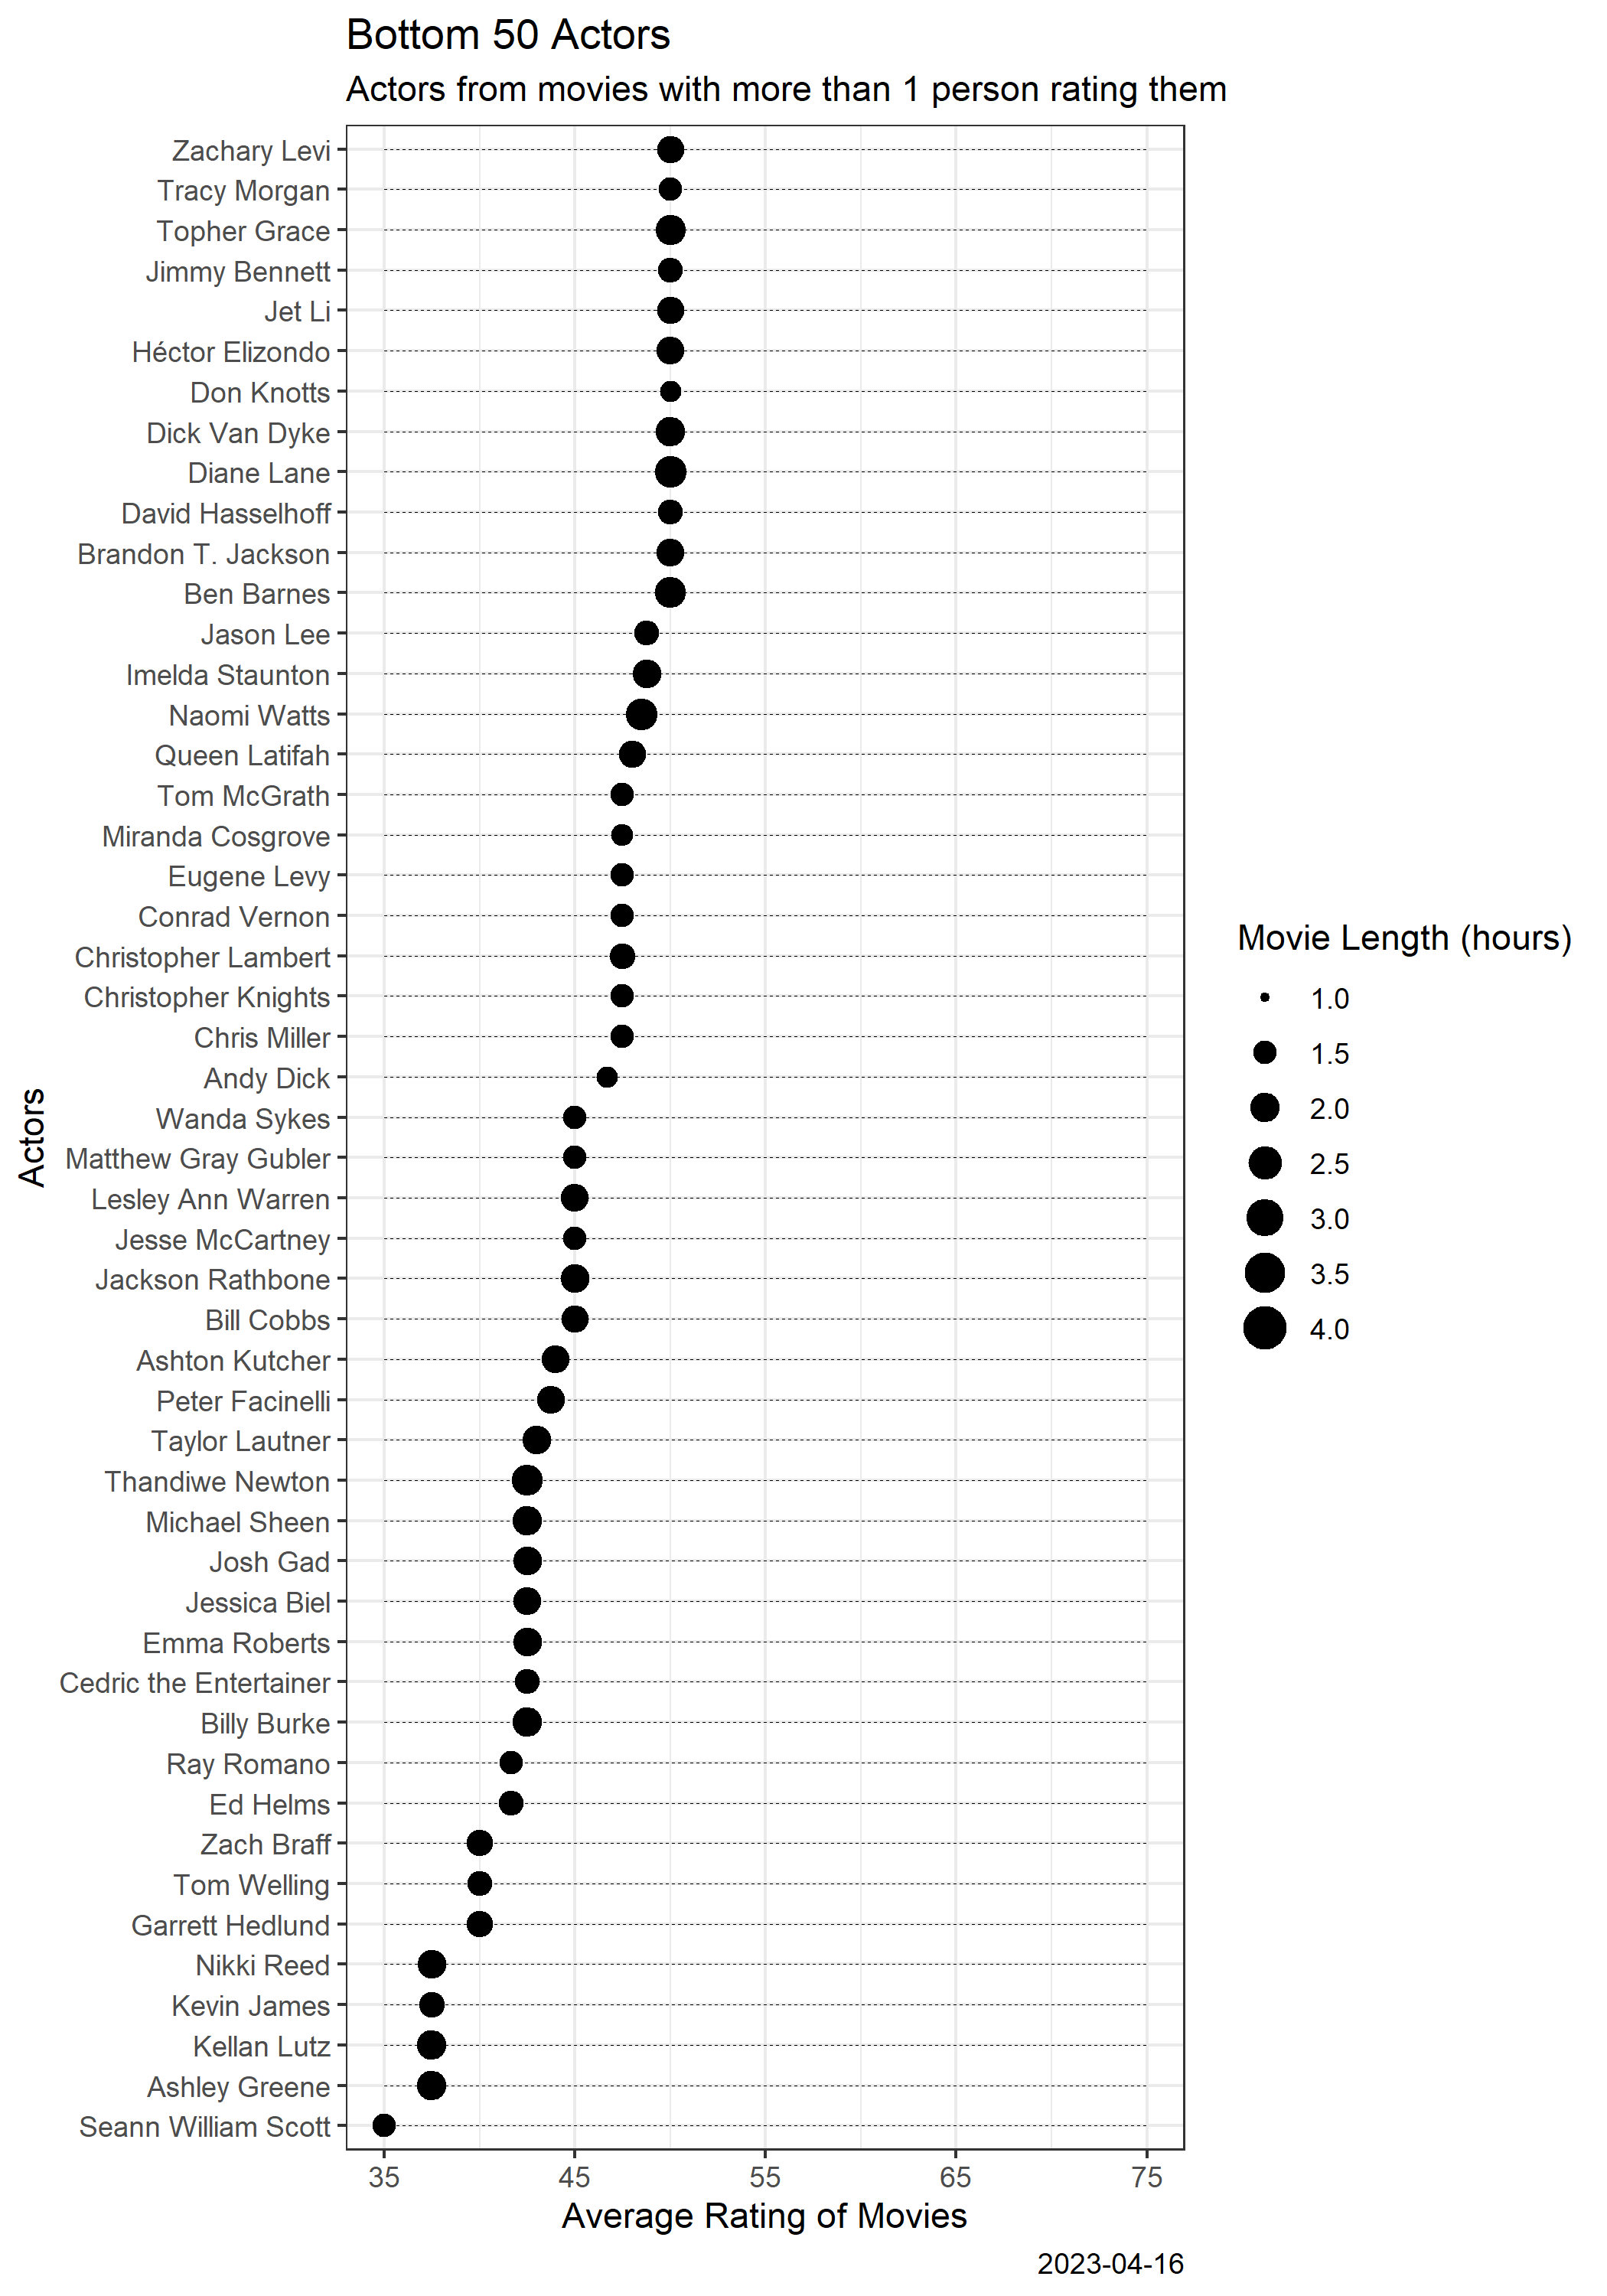 Bottom 50 Actors
Actors from movies with more than 1 person rating them
Zachary Levi
Tracy Morgan
Topher Grace
Jimmy Bennett
Jet Li
Héctor Elizondo
Don Knotts
Dick Van Dyke
Diane Lane
David Hasselhoff
Brandon T. Jackson
Ben Barnes
Jason Lee
Imelda Staunton
Naomi Watts
Queen Latifah
Tom McGrath
Miranda Cosgrove
Eugene Levy
Conrad Vernon
Christopher Lambert
Christopher Knights
Chris Miller
Andy Dick
Wanda Sykes
Matthew Gray Gubler
Lesley Ann Warren
Jesse McCartney
Jackson Rathbone
Bill Cobbs
Ashton Kutcher
Peter Facinelli
Taylor Lautner
Thandiwe Newton
Michael Sheen
Josh Gad
Jessica Biel
Emma Roberts
Cedric the Entertainer
Billy Burke
Ray Romano
Ed Helms
Zach Braff
Tom Welling
Garrett Hedlund
Nikki Reed
Kevin James
Kellan Lutz
Ashley Greene
Seann William Scott
Actors
35 45 55 65 75
Average Rating of Movies
Movie Length (hours)
1.0
1.5
2.0
2.5
3.0
3.5
4.0
2023-04-16